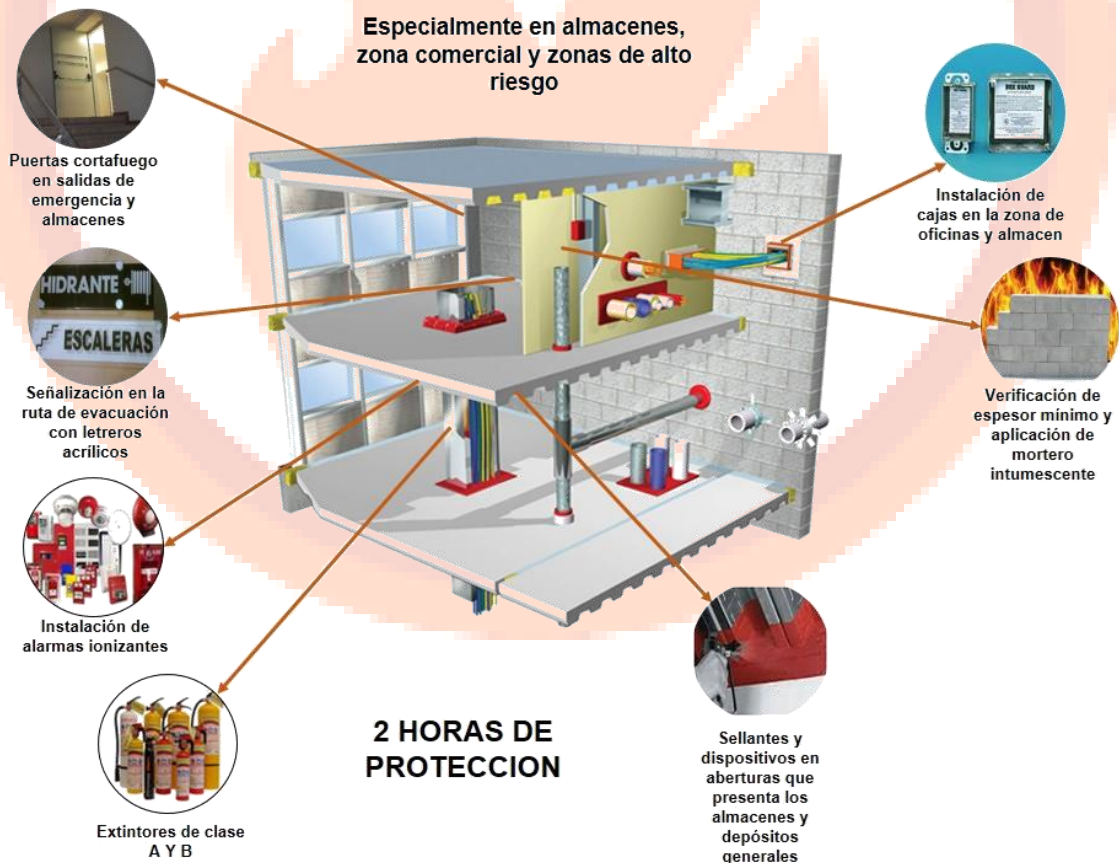 Especialmente en almacenes,
zona comercial y zonas de alto
riesgo
Puertas cortafuego
en salidas de
emergencia y
almacenes
HIDRANTE
ESCALERAS
Señalización en la
ruta de evacuación
con letreros
acrílicos
Instalación de
alarmas ionizantes
Extintores de clase
A Y B
2 HORAS DE
PROTECCION
Instalación de
cajas en la zona de
oficinas y almacen
Verificación de
espesor mínimo y
aplicación de
mortero
intumescente
Sellantes y
dispositivos en
aberturas que
presenta los
almacenes y
depósitos
generales